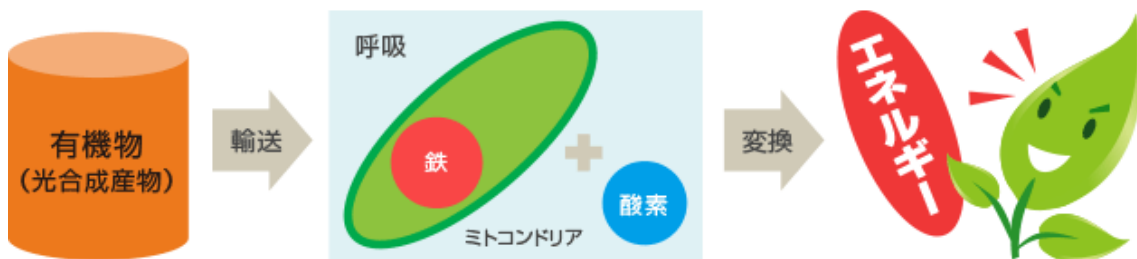 有機物
（光合成産物）
輸送
呼吸
鉄
酸素
ミトコンドリア
変換
エネルギー